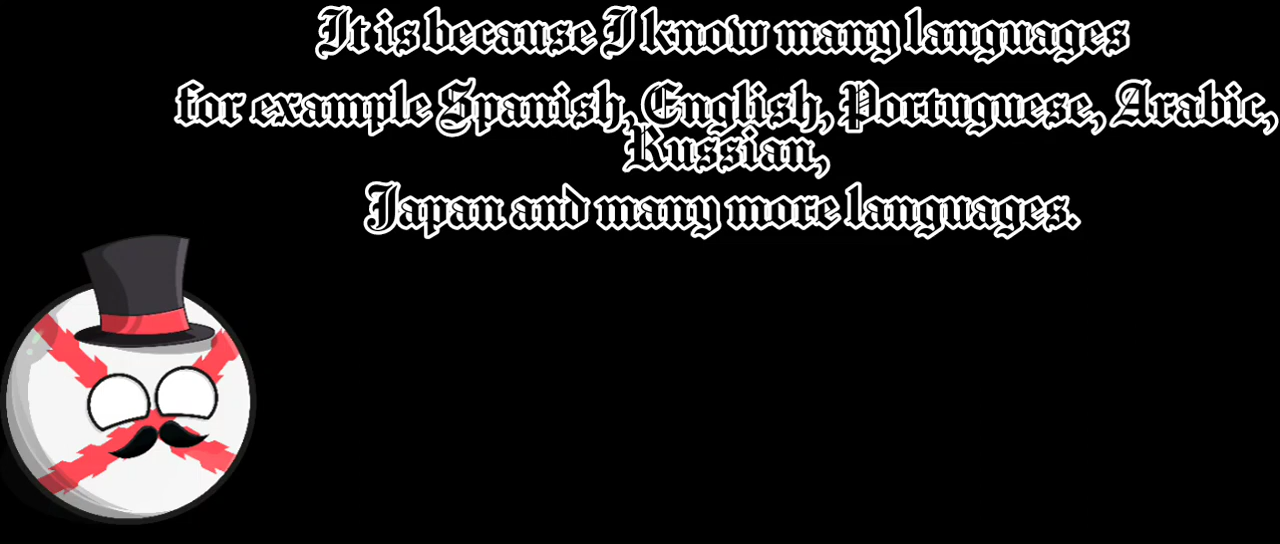 It is because I know many languages
for example Spanish, English, Portuguese, Arabic,
Russian,
Japan and many more languages.